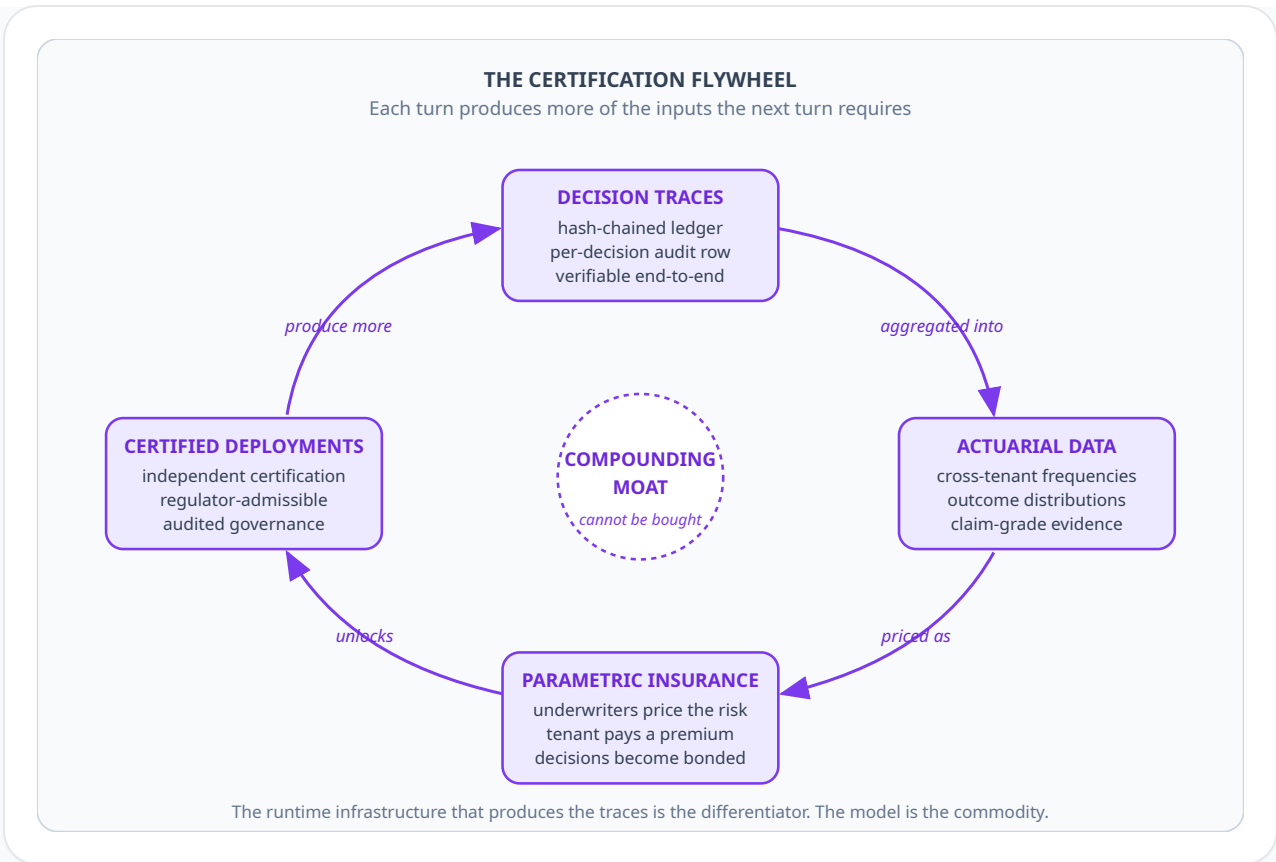 THE CERTIFICATION FLYWHEEL
Each turn produces more of the inputs the next turn requires
DECISION TRACES
hash-chained ledger
per-decision audit row
verifiable end-to-end
produce more
aggregated into
CERTIFIED DEPLOYMENTS
independent certification
regulator-admissible
audited governance
COMPOUNDING
MOAT
cannot be bought
ACTUARIAL DATA
cross-tenant frequencies
outcome distributions
claim-grade evidence
unlocks
priced as
PARAMETRIC INSURANCE
underwriters price the risk
tenant pays a premium
decisions become bonded
The runtime infrastructure that produces the traces is the differentiator. The model is the commodity.